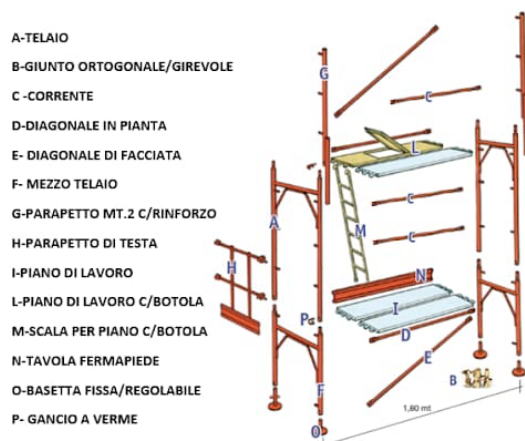 A-TELAIO
B-GIUNTO ORTOGONALE/GIREVOLE
C -CORRENTE
D-DIAGONALE IN PIANTA
E- DIAGONALE DI FACCIATA
F- MEZZO TELAIO
G-PARAPETTO MT.2 C/RINFORZO
H-PARAPETTO DI TESTA
I-PIANO DI LAVORO
L-PIANO DI LAVORO C/BOTOLA
M-SCALA PER PIANO C/BOTOLA
N-TAVOLA FERMAPIEDE
O-BASETTA FISSA/REGOLABILE
P- GANCIO A VERME
G
C
L
A
C
M
C
H
N
I
P
D
E
B
F
1,80 mt
O